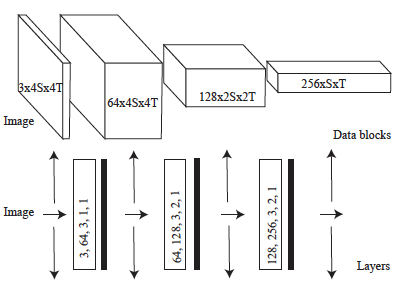 3x4Sx4T
64x4Sx4T
128x2Sx2T
256xSxT
Image
Data blocks
Image
3, 64, 3, 1, 1
64, 128, 3, 2, 1
128, 256, 3, 2, 1
Layers